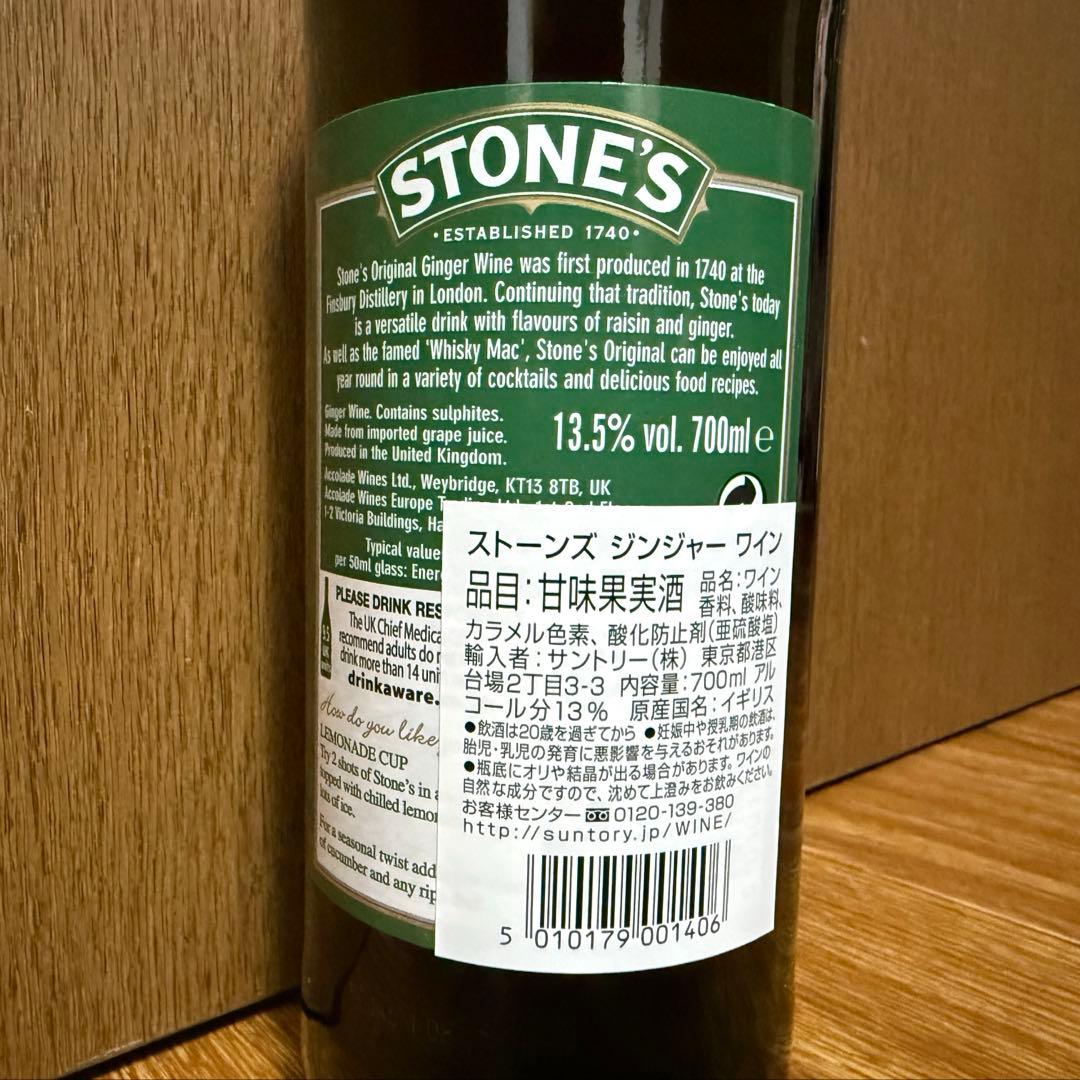 STONE'S
•ESTABLISHED 1740•
Stone's Original Ginger Wine was first produced in 1740 at the
Finsbury Distillery in London. Continuing that tradition, Stone's today
is a versatile drink with flavours of raisin and ginger.
As well as the famed 'Whisky Mac', Stone's Original can be enjoyed all
year round in a variety of cocktails and delicious food recipes.
Ginger Wine. Contains sulphites.
Made from imported grape juice.
Produced in the United Kingdom.
13.5% vol. 700ml e
Accolade Wines Ltd., Weybridge, KT13 8TB, UK
Accolade Wines Europe
1-2 Victoria Buildings,
Typical value
per 50ml glass:
PLEASE DRINK
The UK Chief
recommend adults do
drink more than 14
drinkaware.
How do you like
LEMONADE CUP
Try 2 shots of Stone's in
topped with chilled
lots of ice.
For a seasonal twist add
of cucumber and any
ストーンズ ジンジャー ワイン
品目:甘味果実酒 品名:ワイン
香料、酸味料、
カラメル色素、酸化防止剤(亜硫酸塩)
輸入者:サントリー(株) 東京都港区
台場2丁目3-3 内容量:700ml アル
コール分13% 原産国名:イギリス
●飲酒は20歳を過ぎてから ●妊娠中や授乳期の飲酒は、
胎児・乳児の発育に悪影響を与えるおそれがあります。
●瓶底にオリや結晶が出る場合があります。ワインの
自然な成分ですので、沈めて上澄みをお飲みください。
お客様センター 0120-139-380
http://suntory.jp/WINE/
5 010179 001406